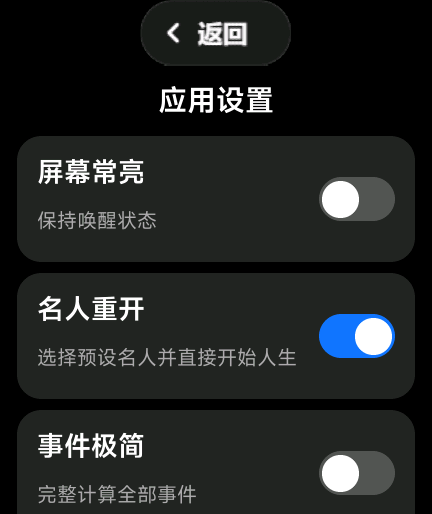 返回
应用设置
屏幕常亮
保持唤醒状态
名人重开
选择预设名人并直接开始人生
事件极简
完整计算全部事件